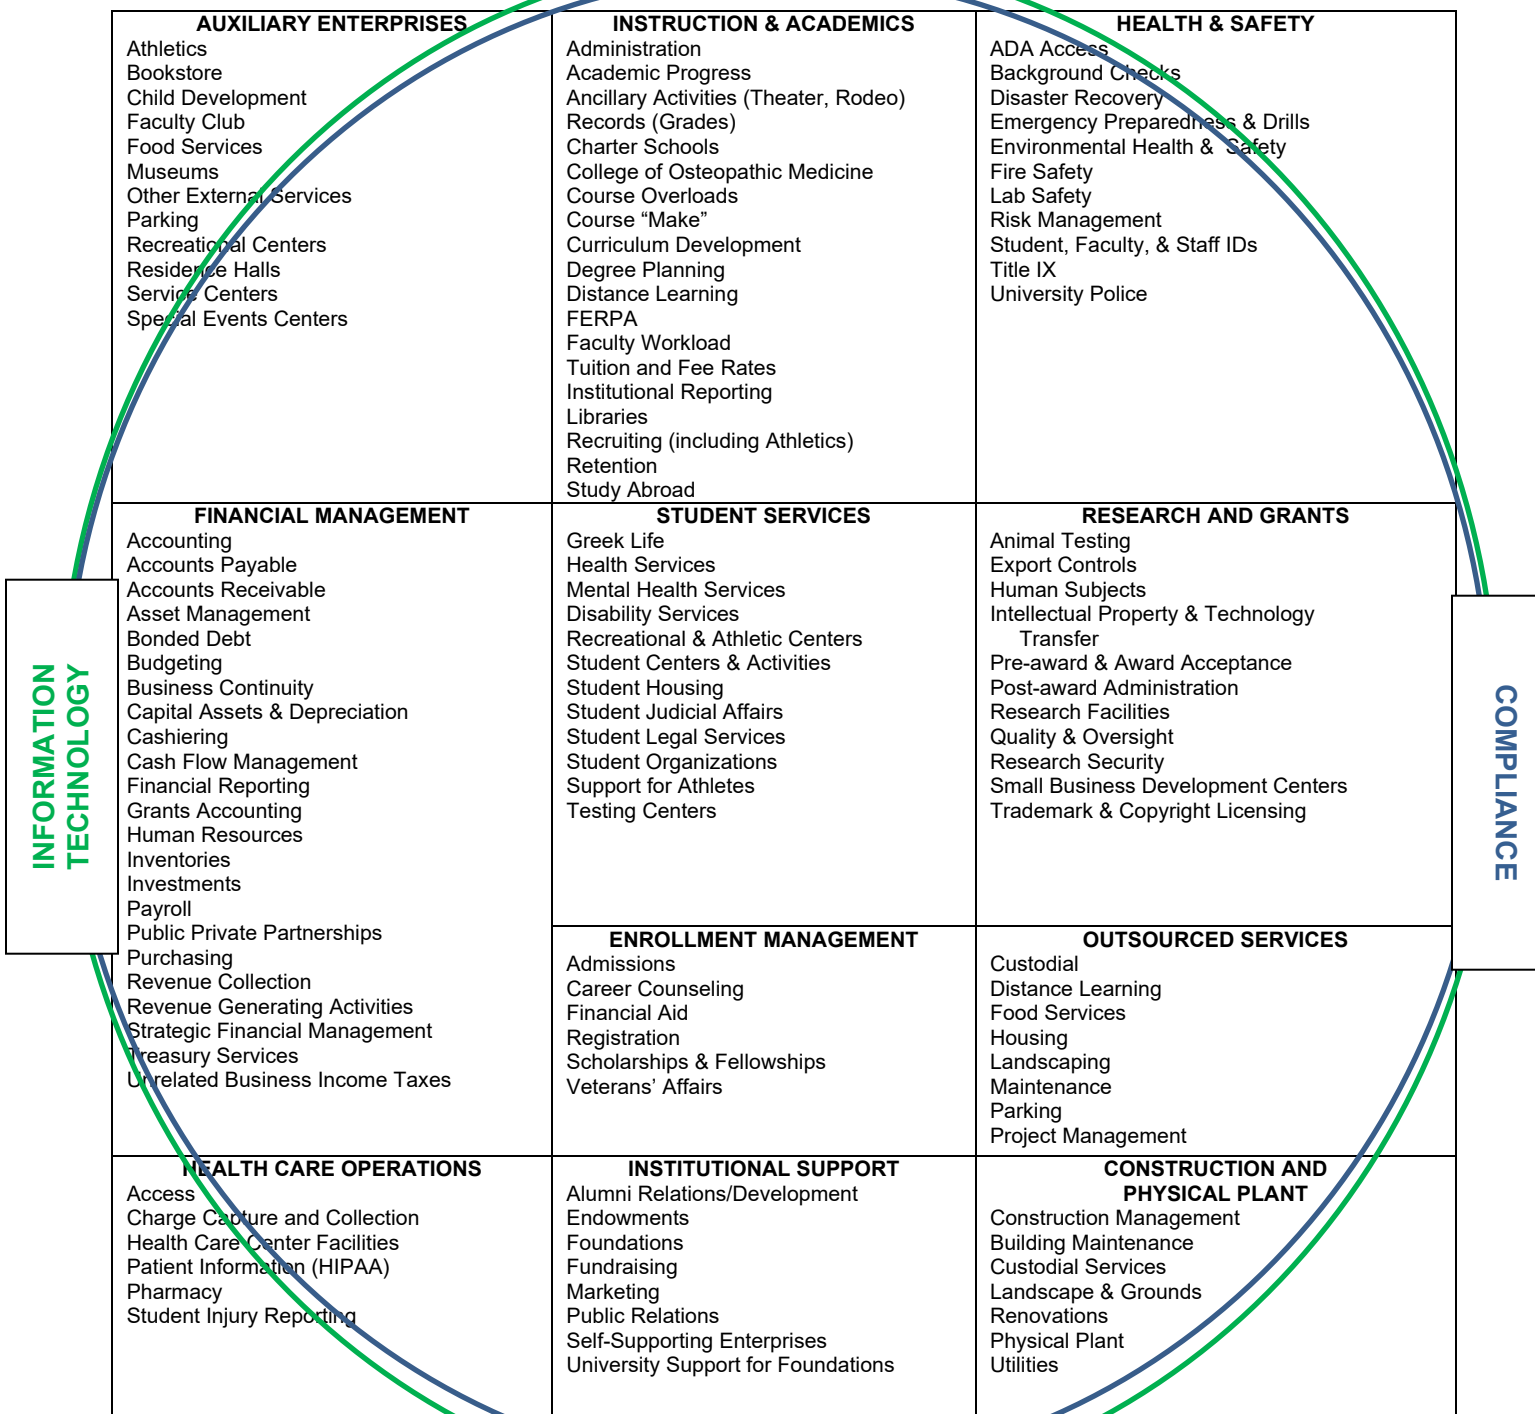 AUXILIARY ENTERPRISES
Athletics
Bookstore
Child Development
Faculty Club
Food Services
Museums
Other External Services
Parking
Recreational Centers
Residence Halls
Service Centers
Special Events Centers
INSTRUCTION & ACADEMICS
Administration
Academic Progress
Ancillary Activities (Theater, Rodeo)
Records (Grades)
Charter Schools
College of Osteopathic Medicine
Course Overloads
Course “Make”
Curriculum Development
Degree Planning
Distance Learning
FERPA
Faculty Workload
Tuition and Fee Rates
Institutional Reporting
Libraries
Recruiting (including Athletics)
Retention
Study Abroad
HEALTH & SAFETY
ADA Access
Background Checks
Disaster Recovery
Emergency Preparedness & Drills
Environmental Health & Safety
Fire Safety
Lab Safety
Risk Management
Student, Faculty, & Staff IDs
Title IX
University Police
INFORMATION
TECHNOLOGY
FINANCIAL MANAGEMENT
Accounting
Accounts Payable
Accounts Receivable
Asset Management
Bonded Debt
Budgeting
Business Continuity
Capital Assets & Depreciation
Cashiering
Cash Flow Management
Financial Reporting
Grants Accounting
Human Resources
Inventories
Investments
Payroll
Public Private Partnerships
Purchasing
Revenue Collection
Revenue Generating Activities
Strategic Financial Management
Treasury Services
Unrelated Business Income Taxes
STUDENT SERVICES
Greek Life
Health Services
Mental Health Services
Disability Services
Recreational & Athletic Centers
Student Centers & Activities
Student Housing
Student Judicial Affairs
Student Legal Services
Student Organizations
Support for Athletes
Testing Centers
RESEARCH AND GRANTS
Animal Testing
Export Controls
Human Subjects
Intellectual Property & Technology
Transfer
Pre-award & Award Acceptance
Post-award Administration
Research Facilities
Quality & Oversight
Research Security
Small Business Development Centers
Trademark & Copyright Licensing
COMPLIANCE
ENROLLMENT MANAGEMENT
Admissions
Career Counseling
Financial Aid
Registration
Scholarships & Fellowships
Veterans’ Affairs
OUTSOURCED SERVICES
Custodial
Distance Learning
Food Services
Housing
Landscaping
Maintenance
Parking
Project Management
HEALTH CARE OPERATIONS
Access
Charge Capture and Collection
Health Care Center Facilities
Patient Information (HIPAA)
Pharmacy
Student Injury Reporting
INSTITUTIONAL SUPPORT
Alumni Relations/Development
Endowments
Foundations
Fundraising
Marketing
Public Relations
Self-Supporting Enterprises
University Support for Foundations
CONSTRUCTION AND
PHYSICAL PLANT
Construction Management
Building Maintenance
Custodial Services
Landscape & Grounds
Renovations
Physical Plant
Utilities